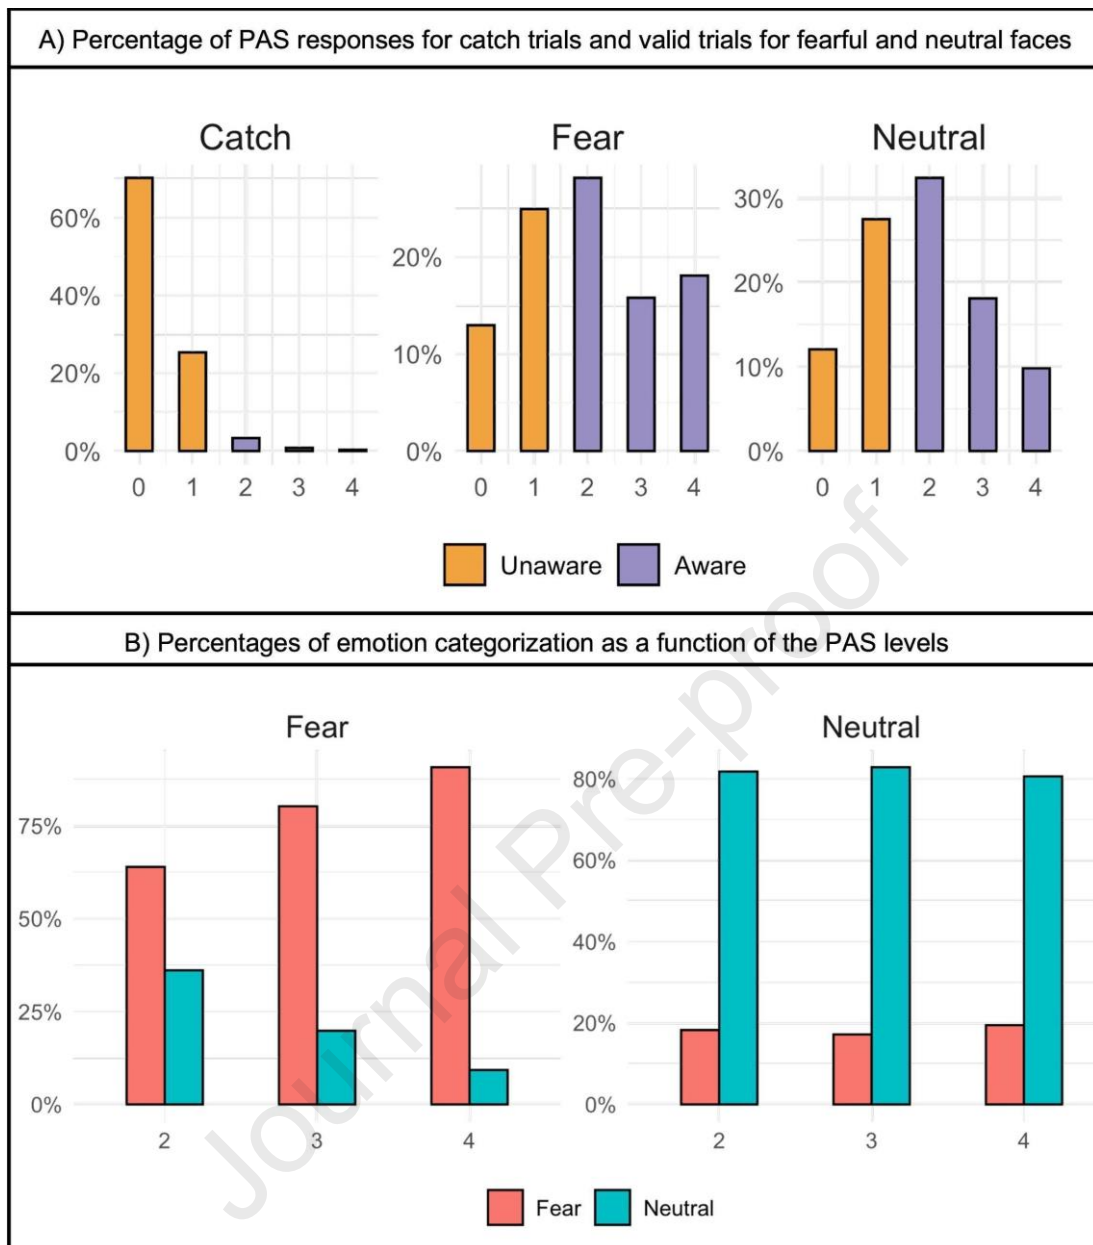 A) Percentage of PAS responses for catch trials and valid trials for fearful and neutral faces
Catch
Fear
Neutral
60%
40%
20%
0%
0 1 2 3 4
20%
10%
0%
0 1 2 3 4
30%
20%
10%
0%
0 1 2 3 4
Unaware Aware
B) Percentages of emotion categorization as a function of the PAS levels
Fear
Neutral
75%
50%
25%
0%
2 3 4
80%
60%
40%
20%
0%
2 3 4
Fear Neutral
Journal Pre-proof